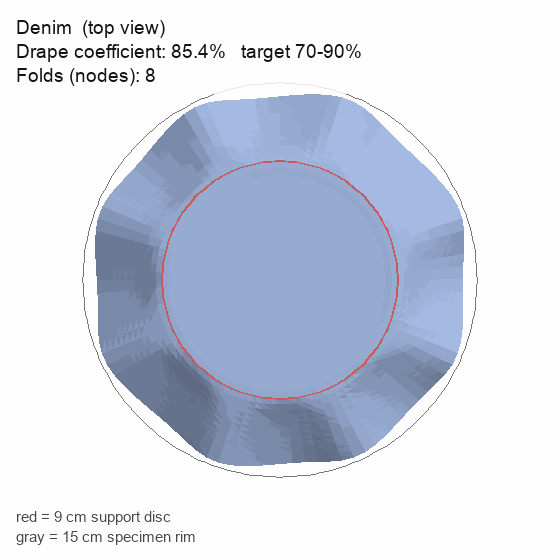 Denim  (top view)
Drape coefficient: 85.4%   target 70-90%
Folds (nodes): 8
red = 9 cm support disc
gray = 15 cm specimen rim